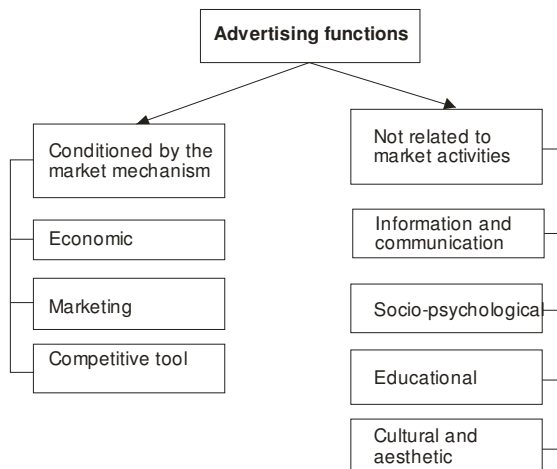 Advertising functions
Conditioned by the
market mechanism
Economic
Marketing
Competitive tool
Not related to
market activities
Information and
communication
Socio-psychological
Educational
Cultural and
aesthetic